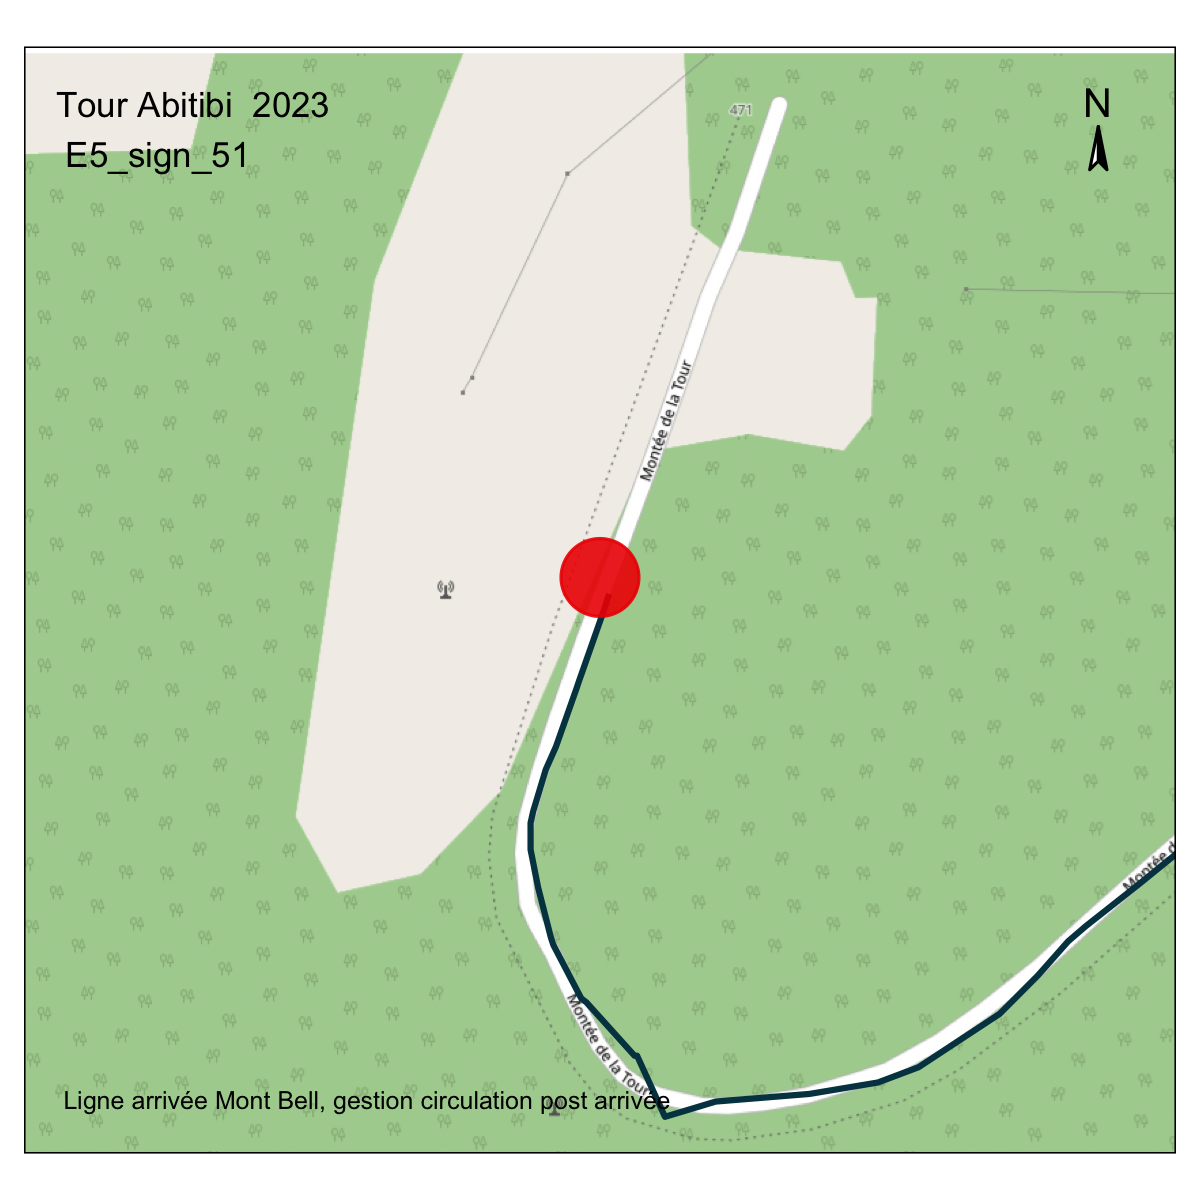 Tour Abitibi  2023
E5_sign_51
471
N
Montée de la Tour
Montée d
Montée de la Tour
Ligne arrivée Mont Bell, gestion circulation post arrivée